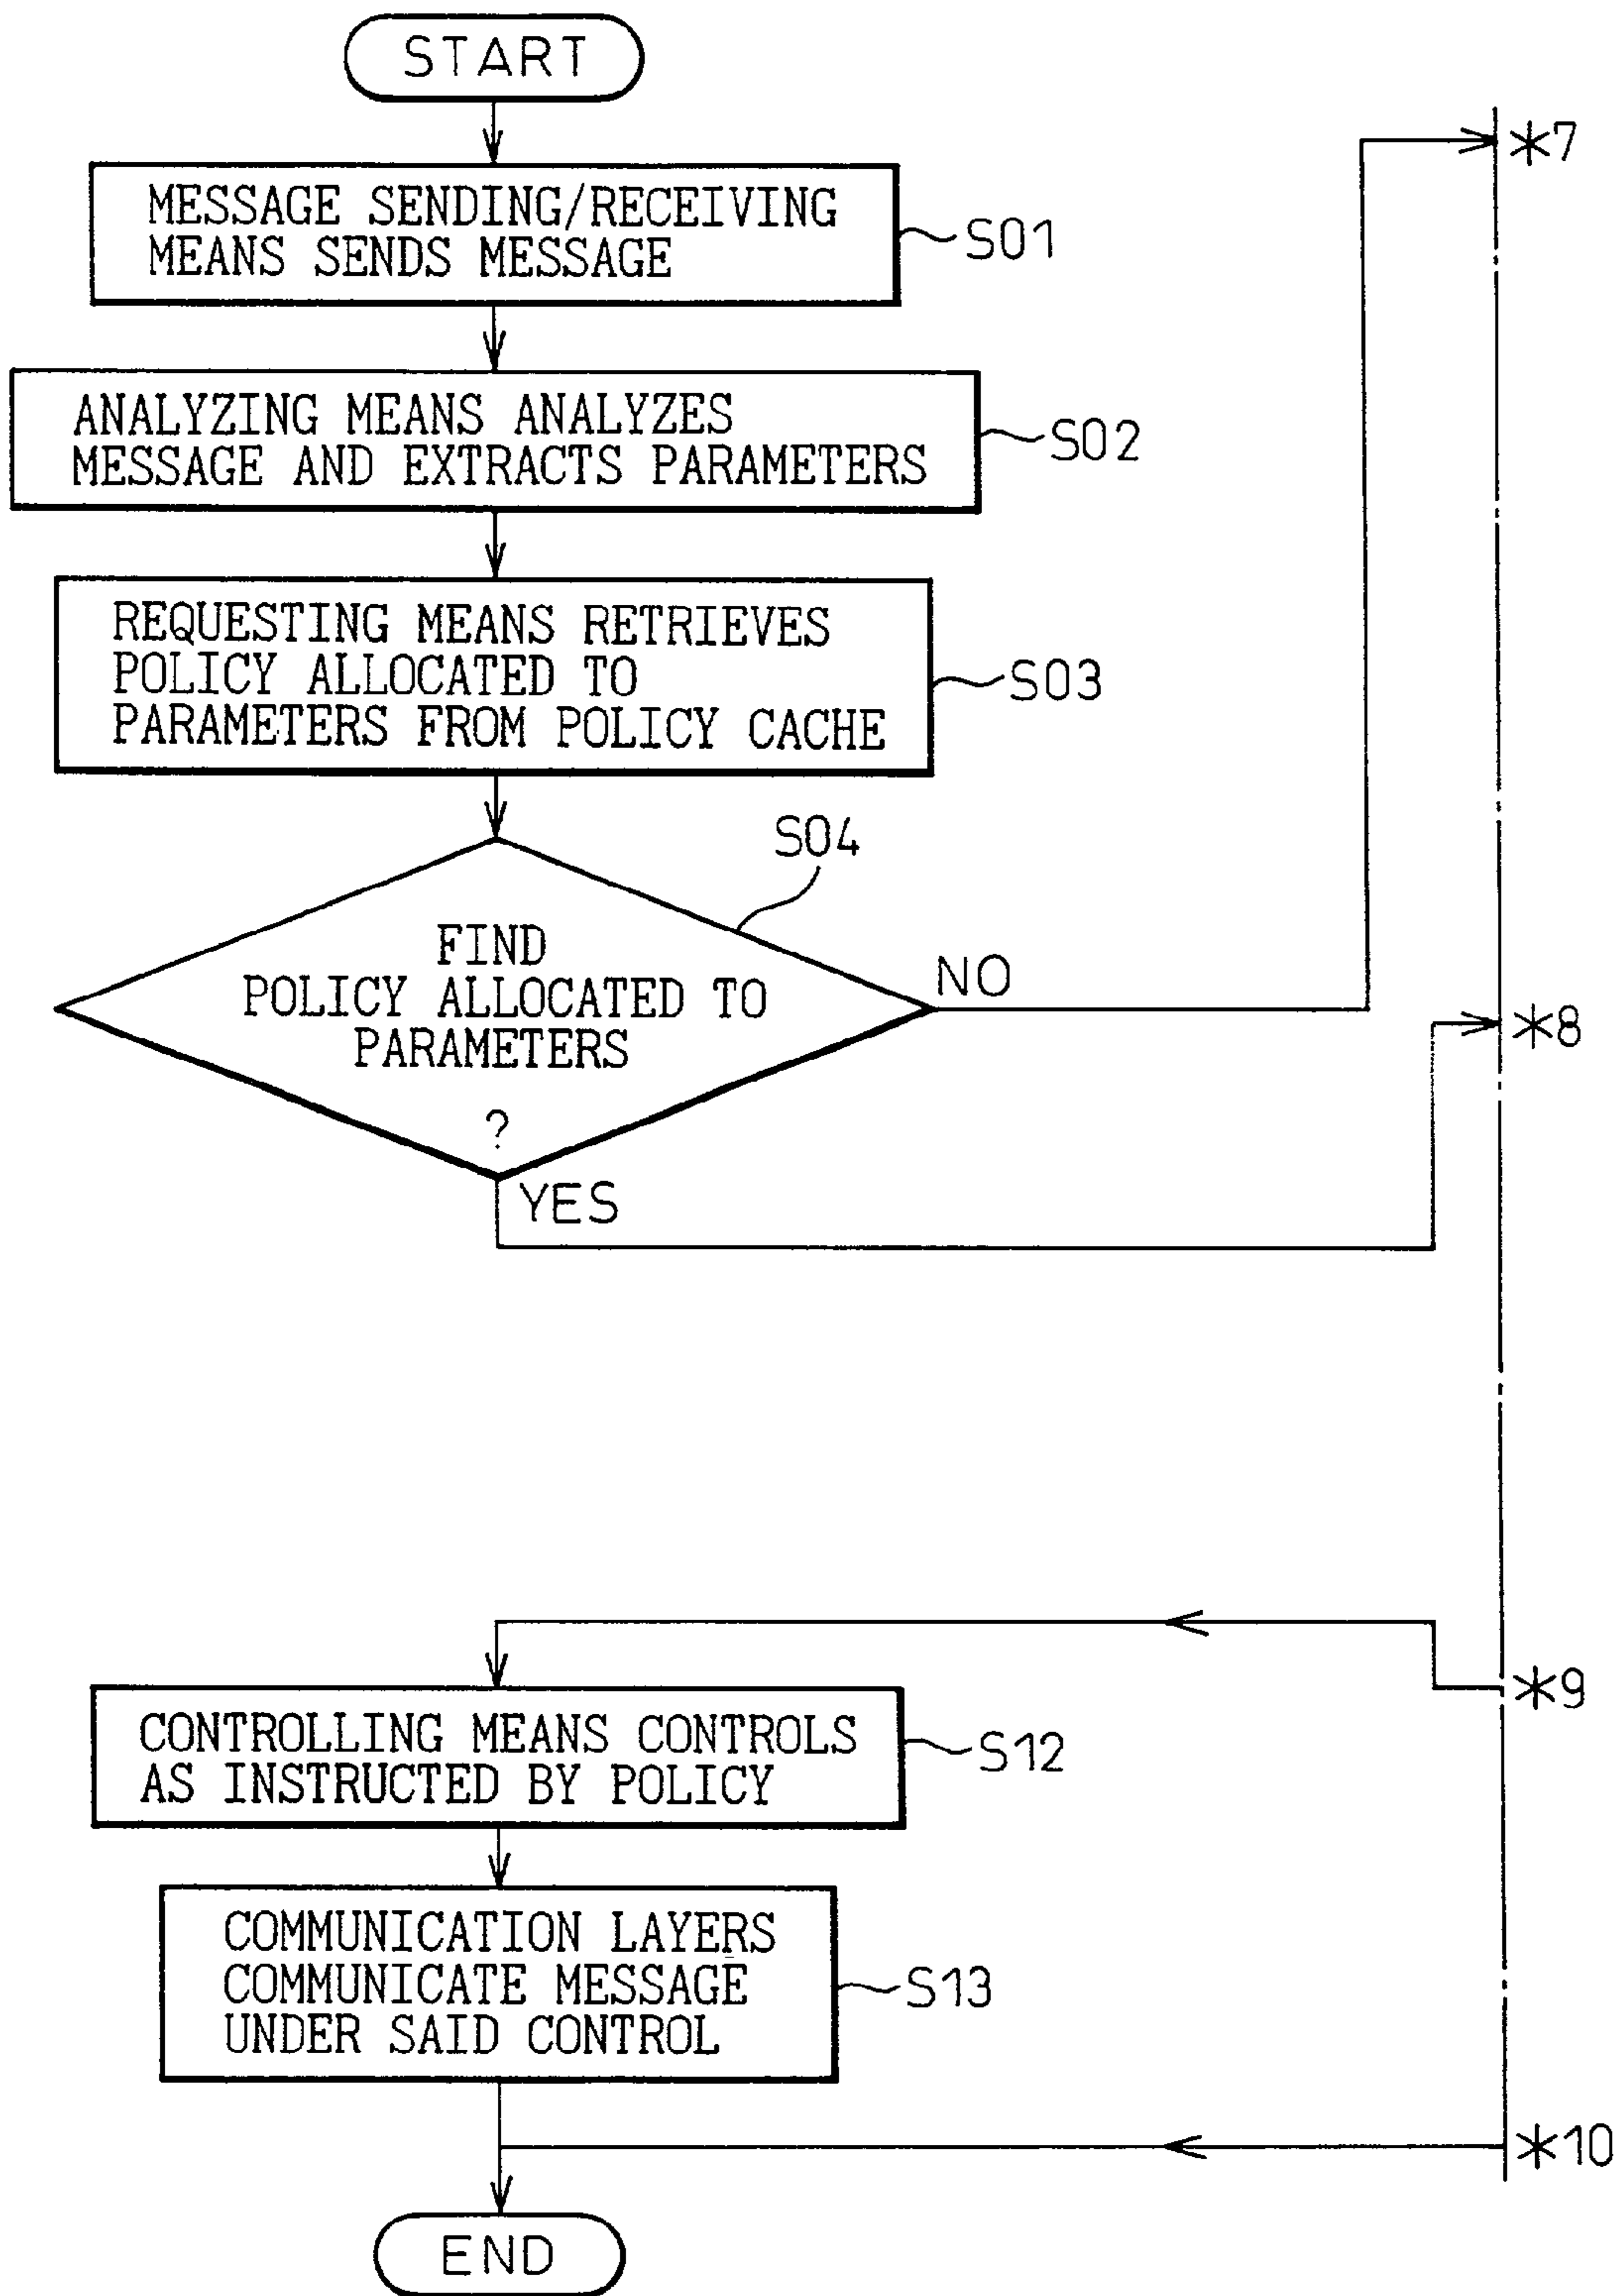 START
*7
MESSAGE SENDING/RECEIVING
MEANS SENDS MESSAGE
S01
ANALYZING MEANS ANALYZES
MESSAGE AND EXTRACTS PARAMETERS
S02
REQUESTING MEANS RETRIEVES
POLICY ALLOCATED TO
PARAMETERS FROM POLICY CACHE
S03
S04
FIND
POLICY ALLOCATED TO
PARAMETERS
?
NO
*8
YES
*9
CONTROLLING MEANS CONTROLS
AS INSTRUCTED BY POLICY
S12
COMMUNICATION LAYERS
COMMUNICATE MESSAGE
UNDER SAID CONTROL
S13
*10
END